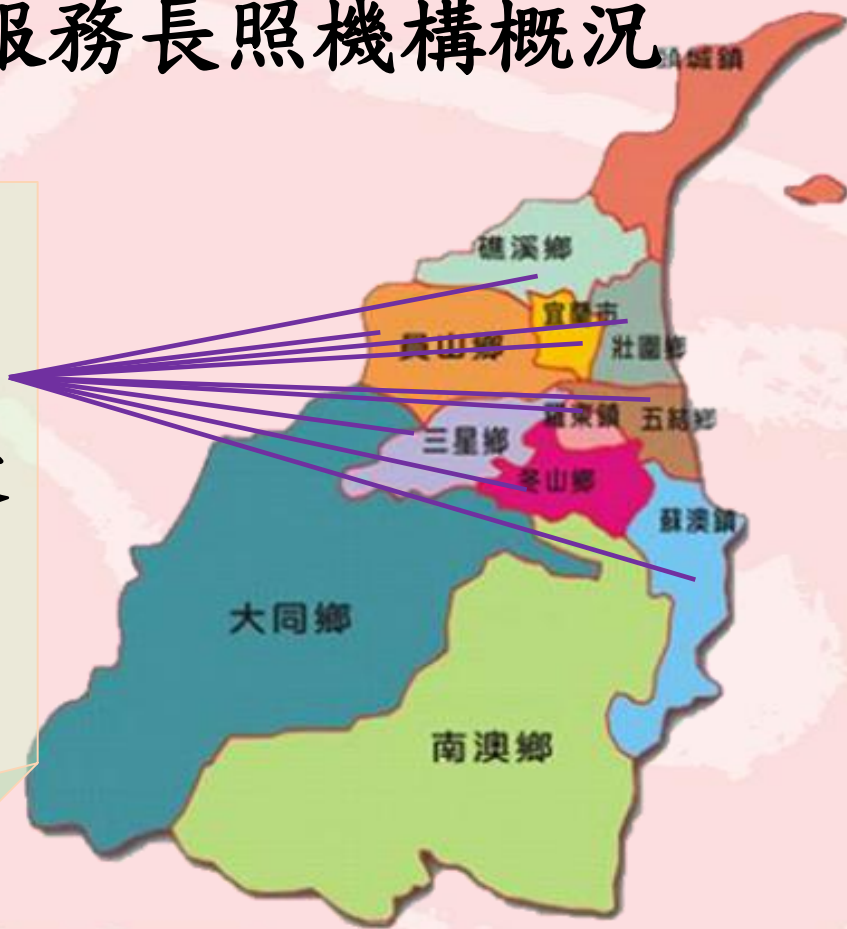 服務長照機構概況
頭城鎮
礁溪鄉
宜蘭市
員山鄉
壯圍鄉
羅東鎮
五結鄉
三星鄉
冬山鄉
蘇澳鎮
大同鄉
南澳鄉